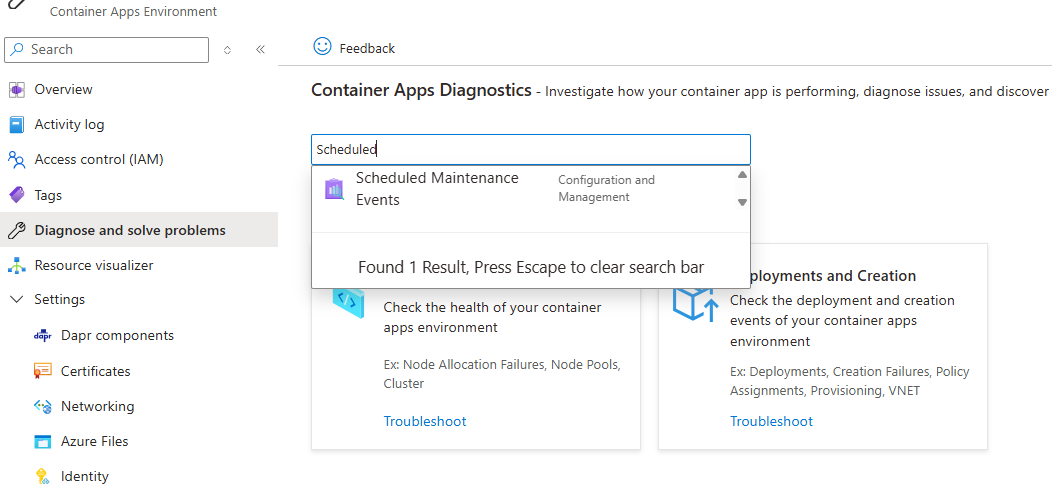 Container Apps Environment
Search
Overview
Activity log
Access control (IAM)
Tags
Diagnose and solve problems
Resource visualizer
Settings
dapr Dapr components
Certificates
Networking
Azure Files
Identity
Feedback
Container Apps Diagnostics - Investigate how your container app is performing, diagnose issues, and discover
Scheduled
Scheduled Maintenance
Events
Configuration and
Management
Found 1 Result, Press Escape to clear search bar
Check the health of your container
apps environment
Ex: Node Allocation Failures, Node Pools,
Cluster
Troubleshoot
ployments and Creation
Check the deployment and creation
events of your container apps
environment
Ex: Deployments, Creation Failures, Policy
Assignments, Provisioning, VNET
Troubleshoot